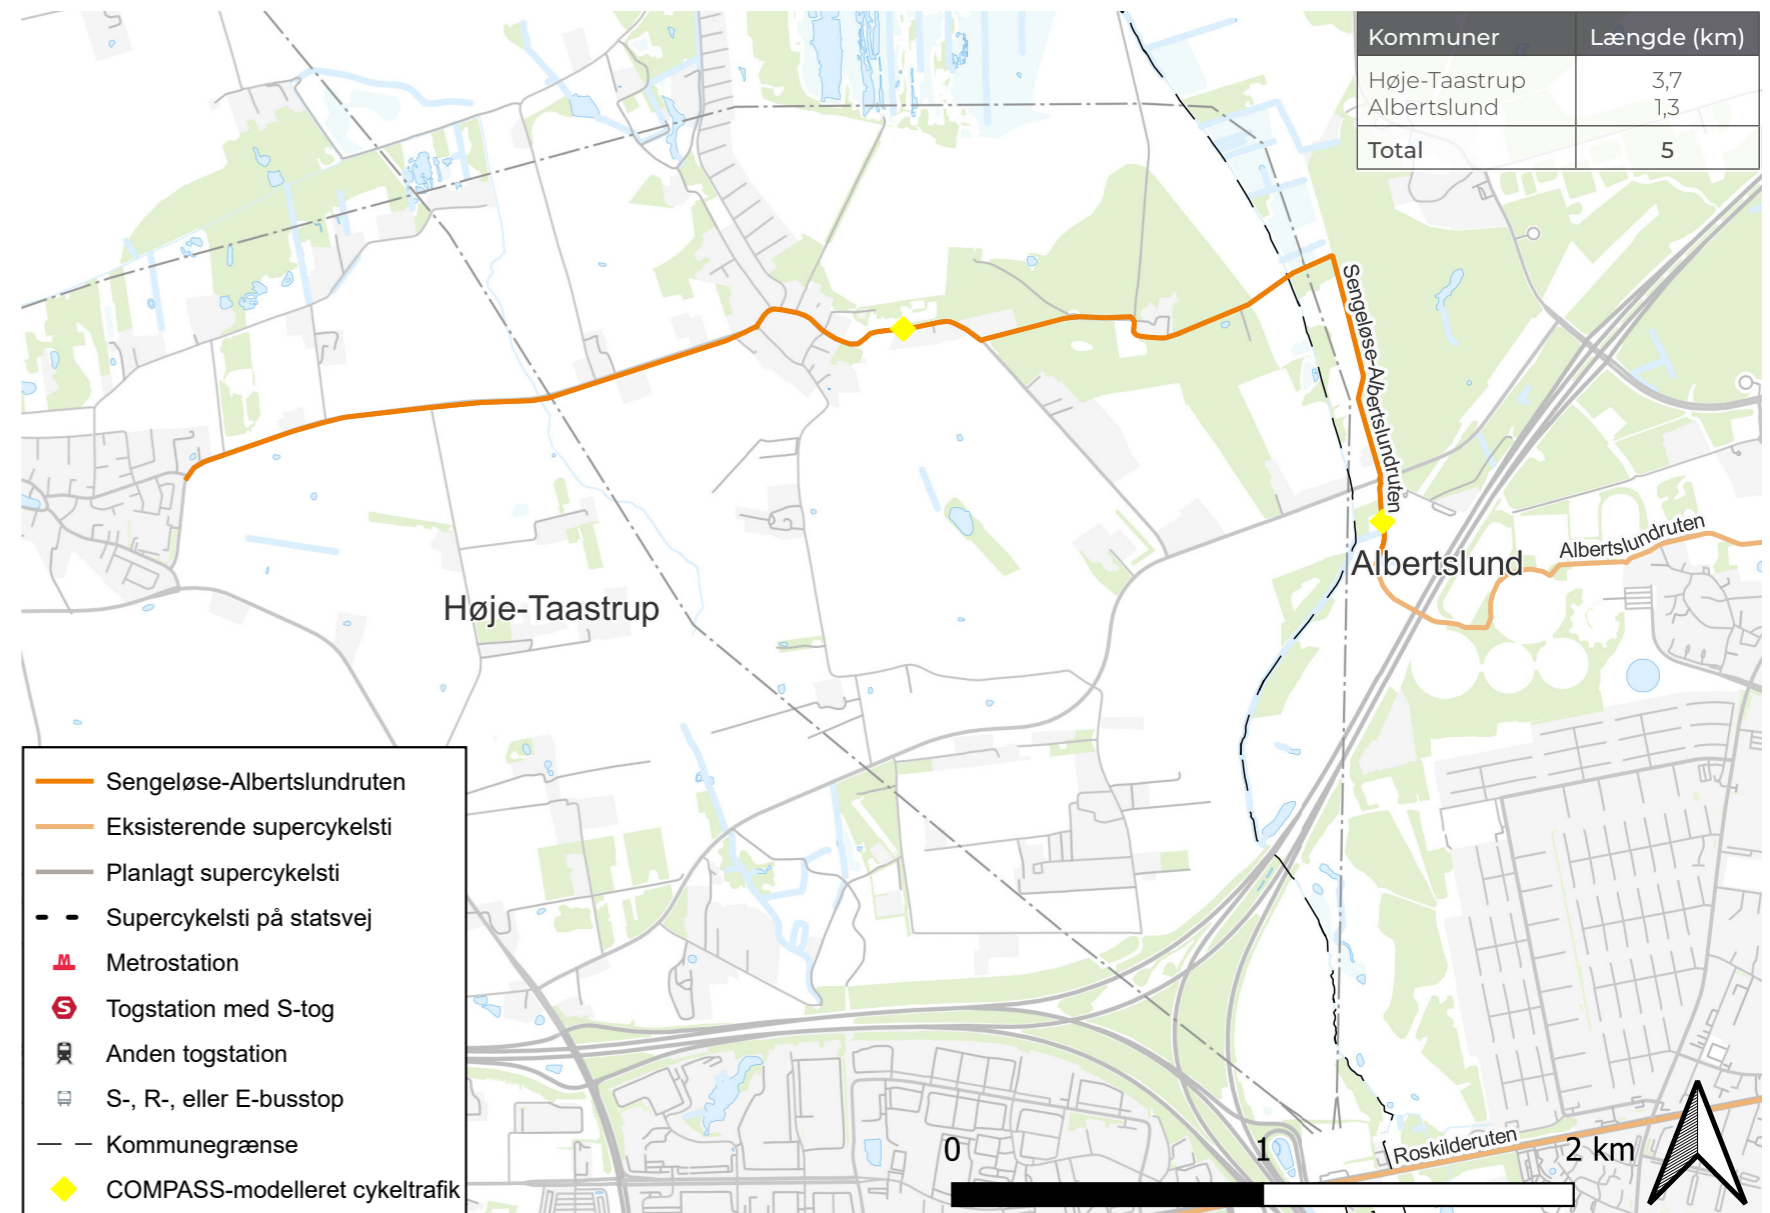 Kommuner Længde (km)
Høje-Taastrup 3,7
Albertslund 1,3
Total 5
Sengeløse-Albertslundruten
Albertslundruten
Albertslund
Høje-Taastrup
Sengeløse-Albertslundruten
Eksisterende supercykelsti
Planlagt supercykelsti
Supercykelsti på statsvej
M Metrostation
S Togstation med S-tog
Anden togstation
S-, R-, eller E-busstop
Kommunegrænse
COMPASS-modelleret cykeltrafik
Roskilderuten
0 1 2 km